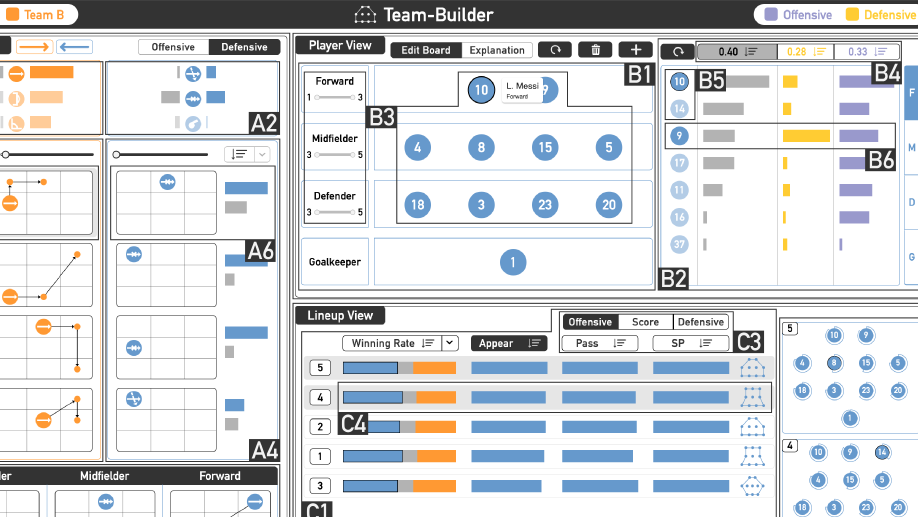 Team B
Team-Builder
Offensive
Defensive
Offensive
Defensive
A2
A6
A4
Midfielder
Forward
Player View
Edit Board
Explanation
B1
Forward
1
3
10
L. Messi
Forward
9
B3
Midfielder
3
5
4
8
15
5
Defender
3
5
18
3
23
20
Goalkeeper
1
0.40
0.28
0.33
B4
B5
10
14
9
B6
17
11
16
37
F
M
D
G
B2
Lineup View
Offensive
Score
Defensive
Winning Rate
Appear
Pass
SP
C3
5
4
C4
2
1
3
C1
5
10
9
4
8
15
5
18
3
23
20
1
4
10
9
14
4
15
5
18
3
23
20